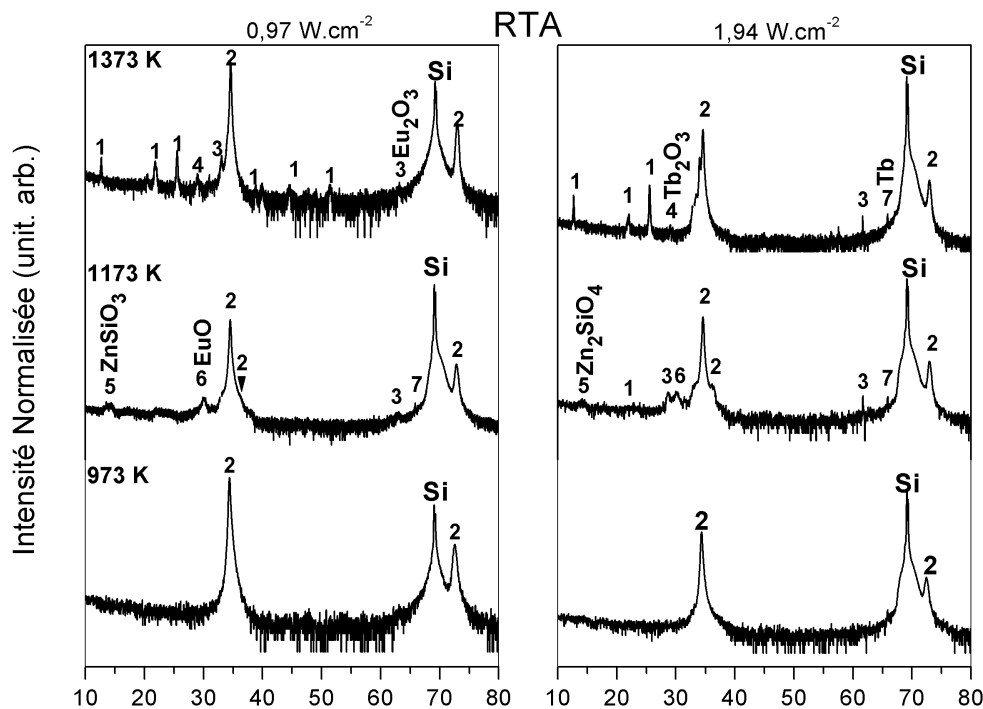 RTA
0,97 W.cm-2
1,94 W.cm-2
Intensité Normalisée (unit. arb.)
1373 K
1 1 1 4 3 2 1 1 1 3 Eu2O3 Si 2
1 1 1 4 Tb2O3 2 3 7 Tb Si 2
1173 K
5 ZnSiO3 6 EuO 2 2 3 7 Si 2
5 Zn2SiO4 1 3 6 2 2 3 7 Si 2
973 K
2 Si 2
2 Si 2
10 20 30 40 50 60 70 80
10 20 30 40 50 60 70 80